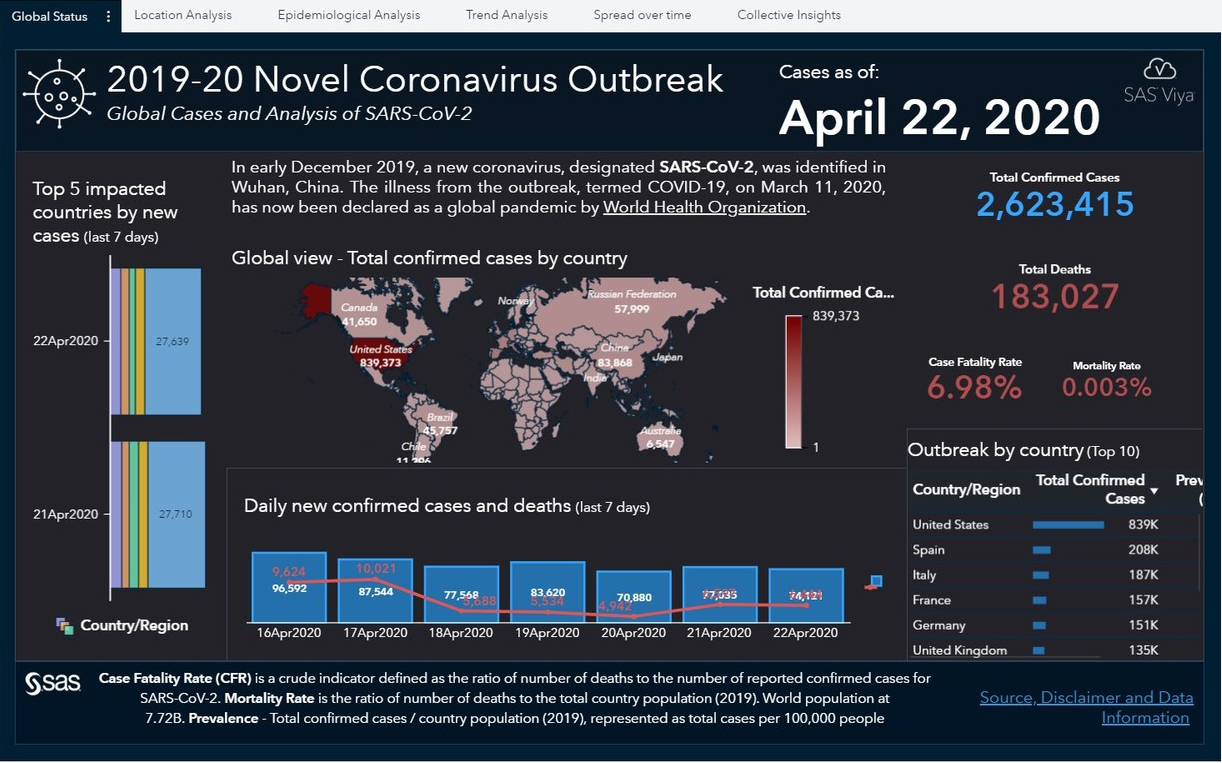 Global Status
Location Analysis
Epidemiological Analysis
Trend Analysis
Spread over time
Collective Insights
2019-20 Novel Coronavirus Outbreak
Global Cases and Analysis of SARS-CoV-2
Cases as of:
April 22, 2020
SAS Viya
Top 5 impacted
countries by new
cases (last 7 days)
22Apr2020
27,639
21Apr2020
27,710
Country/Region
In early December 2019, a new coronavirus, designated SARS-CoV-2, was identified in
Wuhan, China. The illness from the outbreak, termed COVID-19, on March 11, 2020,
has now been declared as a global pandemic by World Health Organization.
Global view - Total confirmed cases by country
Canada
41,650
United States
839,373
Brazil
45,757
Chile
11,296
Norway
Russian Federation
57,999
China
83,868
Japan
India
Australia
6,547
Total Confirmed Ca...
839,373
1
Total Confirmed Cases
2,623,415
Total Deaths
183,027
Case Fatality Rate
6.98%
Mortality Rate
0.003%
Daily new confirmed cases and deaths (last 7 days)
9,624
96,592
10,021
87,544
77,568
5,688
83,620
5,534
4,942
70,880
16Apr2020
17Apr2020
18Apr2020
19Apr2020
20Apr2020
21Apr2020
22Apr2020
Outbreak by country (Top 10)
Country/Region
Total Confirmed
Cases
Prev
(
United States 839K
Spain 208K
Italy 187K
France 157K
Germany 151K
United Kingdom 135K
sas
Case Fatality Rate (CFR) is a crude indicator defined as the ratio of number of deaths to the number of reported confirmed cases for
SARS-CoV-2. Mortality Rate is the ratio of number of deaths to the total country population (2019). World population at
7.72B. Prevalence - Total confirmed cases / country population (2019), represented as total cases per 100,000 people
Source, Disclaimer and Data
Information